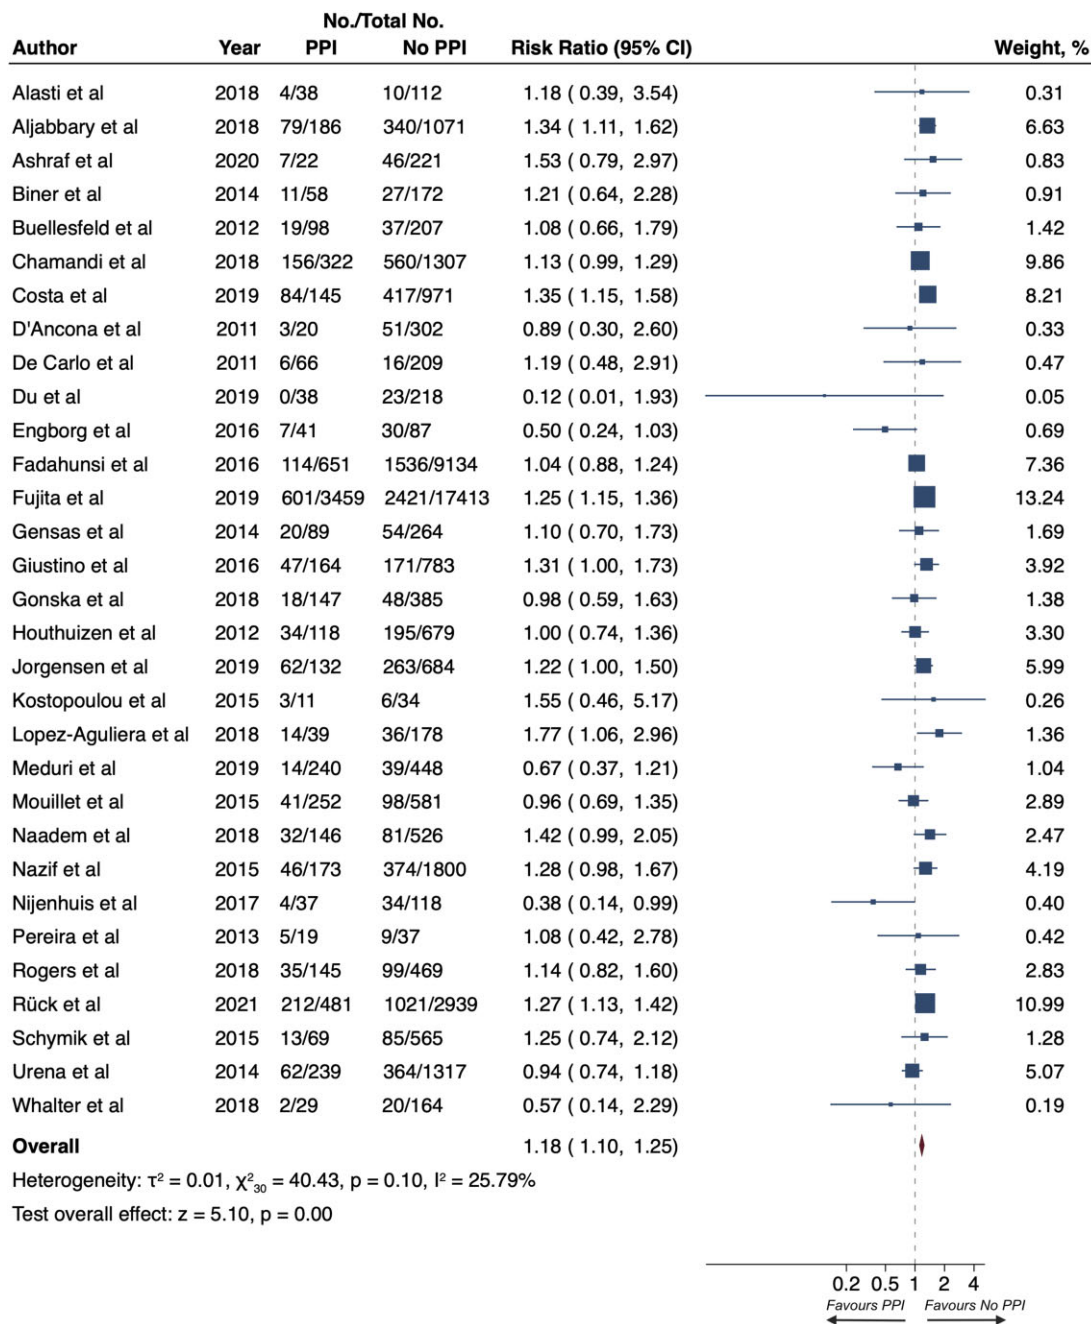 No./Total No.
Author Year PPI No PPI Risk Ratio (95% CI) Weight, %
Alasti et al 2018 4/38 10/112 1.18 ( 0.39, 3.54) 0.31
Aljabbary et al 2018 79/186 340/1071 1.34 ( 1.11, 1.62) 6.63
Ashraf et al 2020 7/22 46/221 1.53 ( 0.79, 2.97) 0.83
Biner et al 2014 11/58 27/172 1.21 ( 0.64, 2.28) 0.91
Buellesfeld et al 2012 19/98 37/207 1.08 ( 0.66, 1.79) 1.42
Chamandi et al 2018 156/322 560/1307 1.13 ( 0.99, 1.29) 9.86
Costa et al 2019 84/145 417/971 1.35 ( 1.15, 1.58) 8.21
D'Ancona et al 2011 3/20 51/302 0.89 ( 0.30, 2.60) 0.33
De Carlo et al 2011 6/66 16/209 1.19 ( 0.48, 2.91) 0.47
Du et al 2019 0/38 23/218 0.12 ( 0.01, 1.93) 0.05
Engborg et al 2016 7/41 30/87 0.50 ( 0.24, 1.03) 0.69
Fadahunsi et al 2016 114/651 1536/9134 1.04 ( 0.88, 1.24) 7.36
Fujita et al 2019 601/3459 2421/17413 1.25 ( 1.15, 1.36) 13.24
Gensas et al 2014 20/89 54/264 1.10 ( 0.70, 1.73) 1.69
Giustino et al 2016 47/164 171/783 1.31 ( 1.00, 1.73) 3.92
Gonska et al 2018 18/147 48/385 0.98 ( 0.59, 1.63) 1.38
Houthuizen et al 2012 34/118 195/679 1.00 ( 0.74, 1.36) 3.30
Jorgensen et al 2019 62/132 263/684 1.22 ( 1.00, 1.50) 5.99
Kostopoulou et al 2015 3/11 6/34 1.55 ( 0.46, 5.17) 0.26
Lopez-Aguliera et al 2018 14/39 36/178 1.77 ( 1.06, 2.96) 1.36
Meduri et al 2019 14/240 39/448 0.67 ( 0.37, 1.21) 1.04
Mouillet et al 2015 41/252 98/581 0.96 ( 0.69, 1.35) 2.89
Naadem et al 2018 32/146 81/526 1.42 ( 0.99, 2.05) 2.47
Nazif et al 2015 46/173 374/1800 1.28 ( 0.98, 1.67) 4.19
Nijenhuis et al 2017 4/37 34/118 0.38 ( 0.14, 0.99) 0.40
Pereira et al 2013 5/19 9/37 1.08 ( 0.42, 2.78) 0.42
Rogers et al 2018 35/145 99/469 1.14 ( 0.82, 1.60) 2.83
Rück et al 2021 212/481 1021/2939 1.27 ( 1.13, 1.42) 10.99
Schymik et al 2015 13/69 85/565 1.25 ( 0.74, 2.12) 1.28
Urena et al 2014 62/239 364/1317 0.94 ( 0.74, 1.18) 5.07
Whalter et al 2018 2/29 20/164 0.57 ( 0.14, 2.29) 0.19
Overall 1.18 ( 1.10, 1.25)
Heterogeneity: τ² = 0.01, χ²₃₀ = 40.43, p = 0.10, I² = 25.79%
Test overall effect: z = 5.10, p = 0.00
0.2 0.5 1 2 4
Favours PPI Favours No PPI